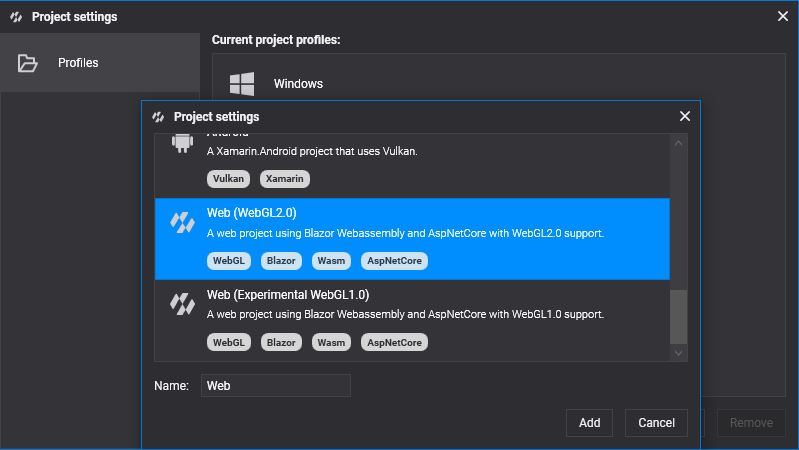 Project settings
Profiles
Current project profiles:
Windows
Project settings
Android
A Xamarin.Android project that uses Vulkan.
Vulkan Xamarin
Web (WebGL2.0)
A web project using Blazor Webassembly and AspNetCore with WebGL2.0 support.
WebGL Blazor Wasm AspNetCore
Web (Experimental WebGL1.0)
A web project using Blazor Webassembly and AspNetCore with WebGL1.0 support.
WebGL Blazor Wasm AspNetCore
Name: Web
Add Cancel Remove